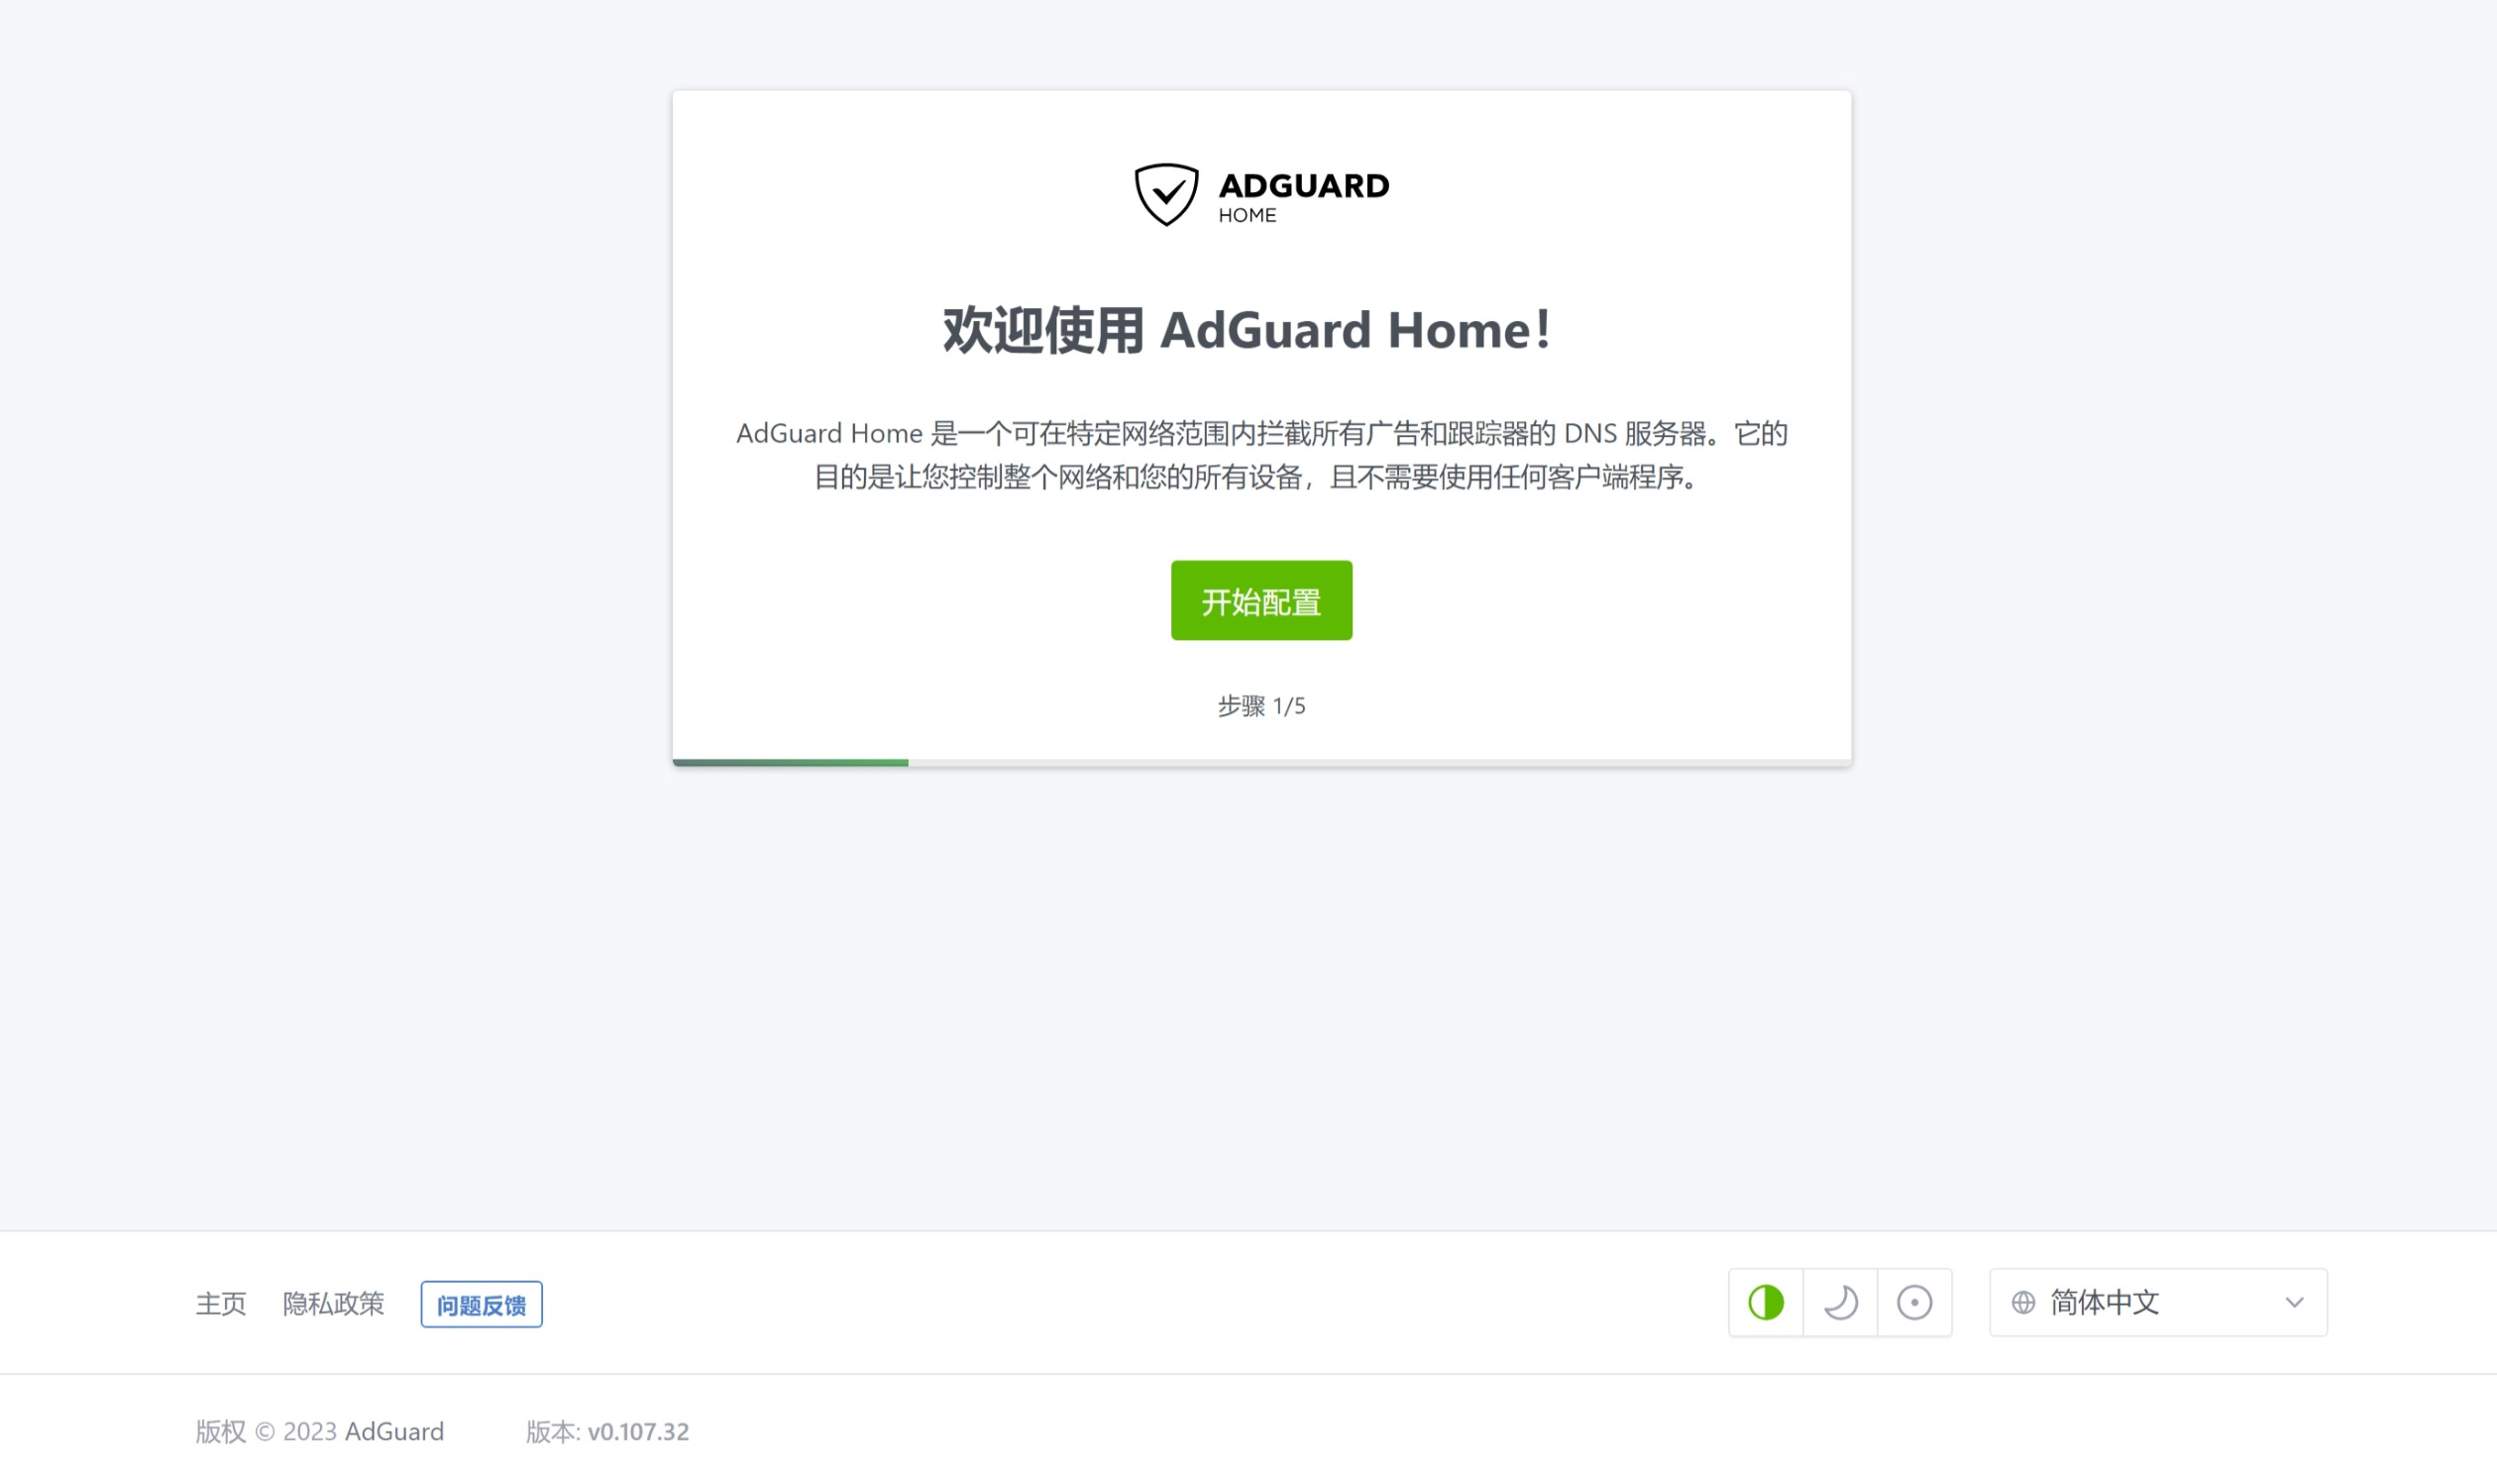 ADGUARD
HOME
欢迎使用 AdGuard Home！
AdGuard Home 是一个可在特定网络范围内拦截所有广告和跟踪器的 DNS 服务器。它的
目的是让您控制整个网络和您的所有设备，且不需要使用任何客户端程序。
开始配置
步骤 1/5
主页 隐私政策 问题反馈 简体中文
版权 © 2023 AdGuard 版本: v0.107.32